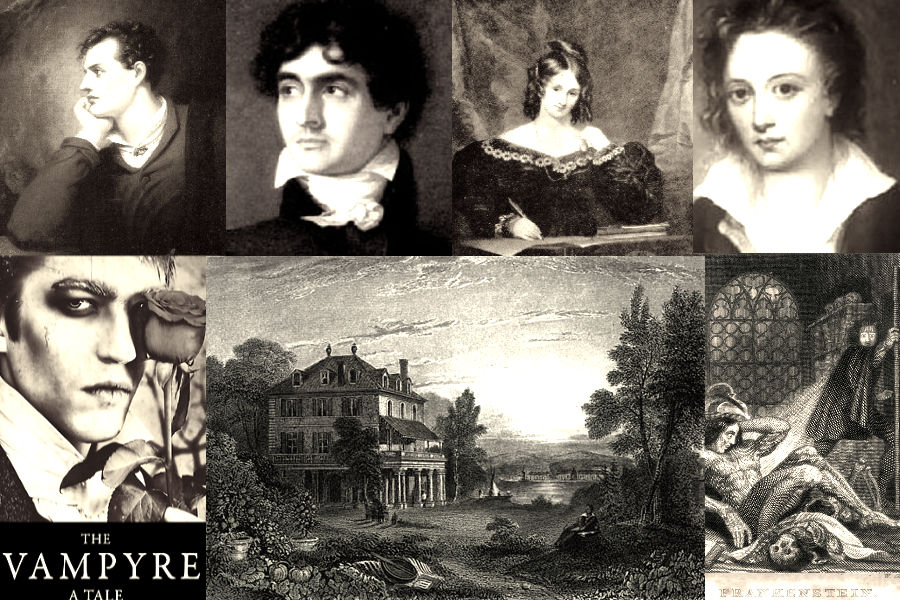 THE
VAMPYRE
A TALE
FRANKENSTEIN.